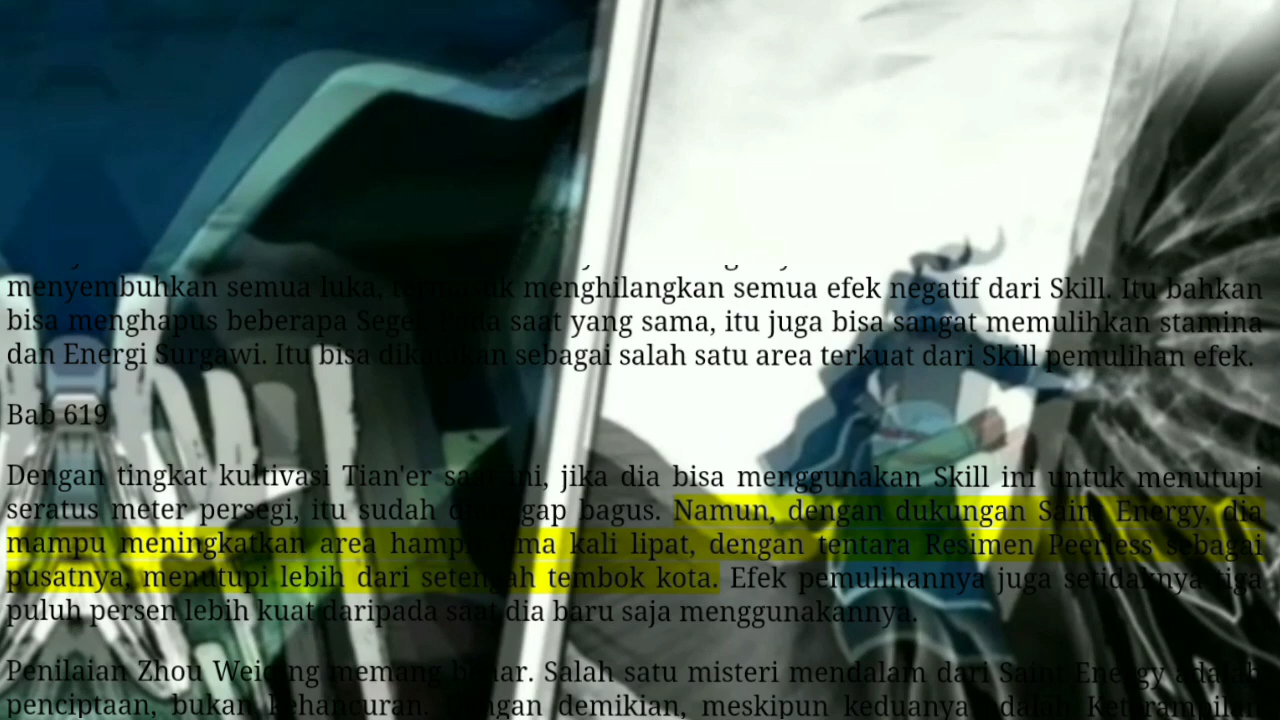 menyembuhkan semua luka, termasuk menghilangkan semua efek negatif dari Skill. Itu bahkan
bisa menghapus beberapa Segel. Pada saat yang sama, itu juga bisa sangat memulihkan stamina
dan Energi Surgawi. Itu bisa dikatakan sebagai salah satu area terkuat dari Skill pemulihan efek.
Bab 619
Dengan tingkat kultivasi Tian'er saat ini, jika dia bisa menggunakan Skill ini untuk menutupi
seratus meter persegi, itu sudah dianggap bagus. Namun, dengan dukungan Saint Energy, dia
mampu meningkatkan area hampir lima kali lipat, dengan tentara Resimen Peerless sebagai
pusatnya, menutupi lebih dari setengah tembok kota. Efek pemulihannya juga setidaknya tiga
puluh persen lebih kuat daripada saat dia baru saja menggunakannya.
Penilaian Zhou Weiqing memang benar. Salah satu misteri mendalam dari Saint Energy adalah
penciptaan, bukan kehancuran. Dengan demikian, meskipun keduanya adalah Keterampilan